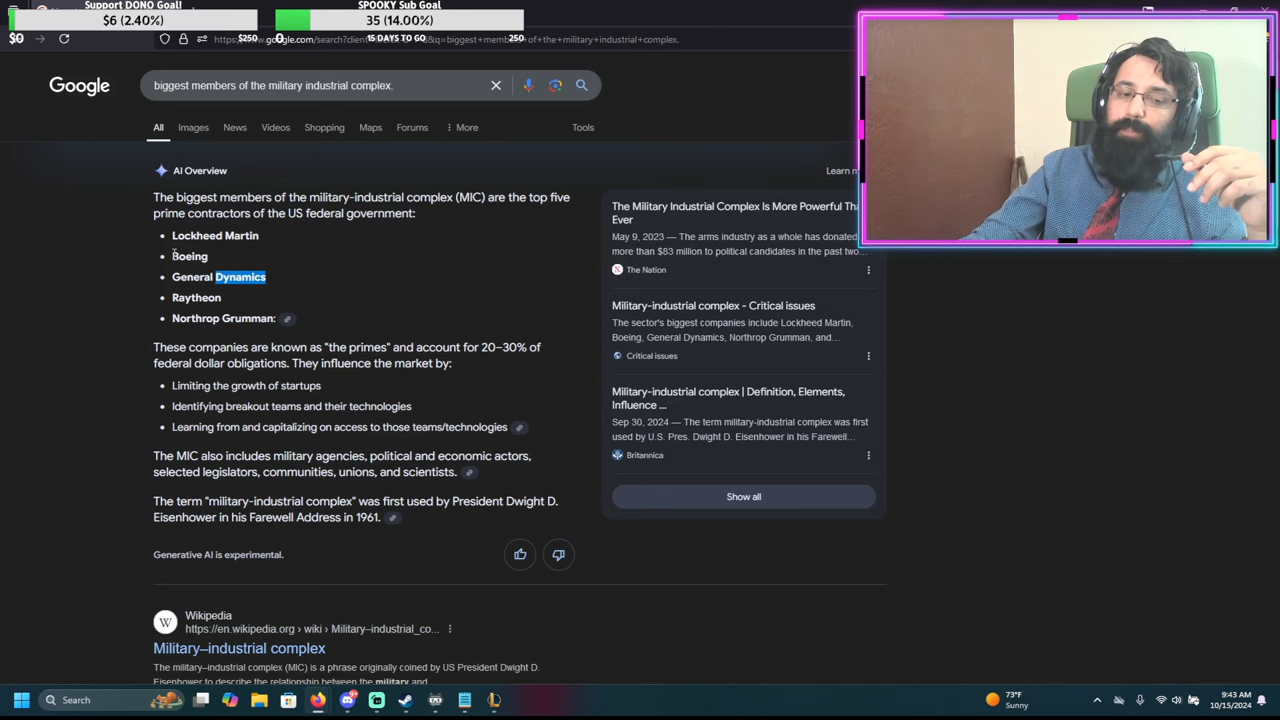 Support DONO Goal!
$6 (2.40%)
$0
$250
SPOOKY Sub Goal
35 (14.00%)
0
15 DAYS TO GO
250
Google
biggest members of the military industrial complex.
All
Images
News
Videos
Shopping
Maps
Forums
More
Tools
AI Overview
Learn
The biggest members of the military-industrial complex (MIC) are the top five
prime contractors of the US federal government:
Lockheed Martin
Boeing
General Dynamics
Raytheon
Northrop Grumman:
These companies are known as "the primes" and account for 20–30% of
federal dollar obligations. They influence the market by:
Limiting the growth of startups
Identifying breakout teams and their technologies
Learning from and capitalizing on access to those teams/technologies
The MIC also includes military agencies, political and economic actors,
selected legislators, communities, unions, and scientists.
The term "military-industrial complex" was first used by President Dwight D.
Eisenhower in his Farewell Address in 1961.
Generative AI is experimental.
The Military Industrial Complex Is More Powerful Than
Ever
May 9, 2023 — The arms industry as a whole has donated
more than $83 million to political candidates in the past two...
The Nation
Military-industrial complex - Critical issues
The sector's biggest companies include Lockheed Martin,
Boeing, General Dynamics, Northrop Grumman, and...
Critical issues
Military-industrial complex | Definition, Elements,
Influence ...
Sep 30, 2024 — The term military-industrial complex was first
used by U.S. Pres. Dwight D. Eisenhower in his Farewell...
Britannica
Show all
Wikipedia
https://en.wikipedia.org › wiki › Military–industrial_co...
Military–industrial complex
The military–industrial complex (MIC) is a phrase originally coined by US President Dwight D.
Eisenhower to describe the relationship between the military and
Search
73°F
Sunny
9:43 AM
10/15/2024